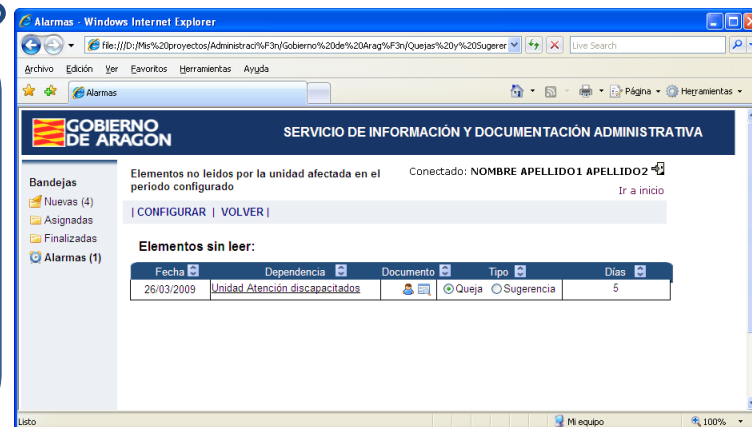 Alarmas - Windows Internet Explorer
file:///D:/Mis%20proyectos/Administraci%F3n/Gobierno%20de%20Arag%F3n/Quejas%20y%20Sugerer
Live Search
Archivo Edición Ver Favoritos Herramientas Ayuda
Alarmas
Página
Herramientas
GOBIERNO
DE ARAGON
SERVICIO DE INFORMACIÓN Y DOCUMENTACIÓN ADMINISTRATIVA
Bandejas
Nuevas (4)
Asignadas
Finalizadas
Alarmas (1)
Elementos no leídos por la unidad afectada en el
periodo configurado
Conectado: NOMBRE APELLIDO1 APELLIDO2
Ir a inicio
| CONFIGURAR | VOLVER |
Elementos sin leer:
Fecha Dependencia Documento Tipo Días
26/03/2009 Unidad Atención discapacitados Queja Sugerencia 5
Listo
Mi equipo
100%